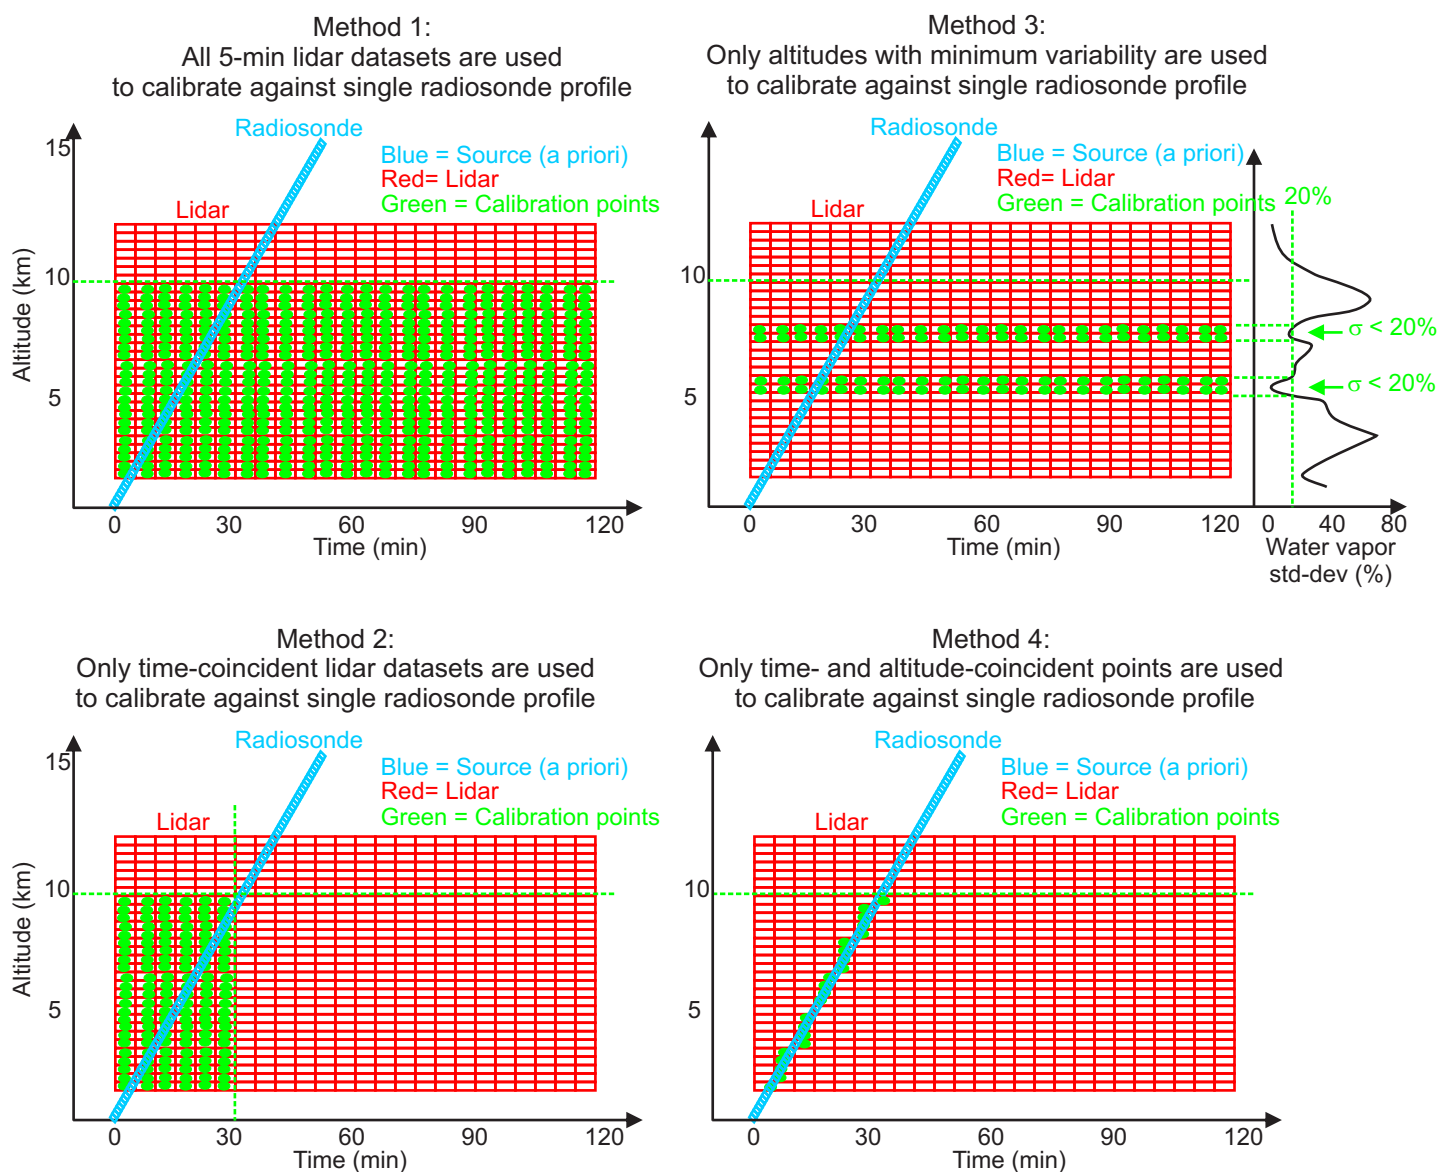 Method 1:
All 5-min lidar datasets are used
to calibrate against single radiosonde profile
Radiosonde
Blue = Source (a priori)
Red= Lidar
Green = Calibration points
Lidar
15
10
5
Altitude (km)
0 30 60 90 120
Time (min)
Method 3:
Only altitudes with minimum variability are used
to calibrate against single radiosonde profile
Radiosonde
Blue = Source (a priori)
Red= Lidar
Green = Calibration points 20%
Lidar
10
5
σ < 20%
σ < 20%
0 30 60 90 120
Time (min)
0 40 80
Water vapor
std-dev (%)
Method 2:
Only time-coincident lidar datasets are used
to calibrate against single radiosonde profile
Radiosonde
Blue = Source (a priori)
Red= Lidar
Green = Calibration points
Lidar
15
10
5
Altitude (km)
0 30 60 90 120
Time (min)
Method 4:
Only time- and altitude-coincident points are used
to calibrate against single radiosonde profile
Radiosonde
Blue = Source (a priori)
Red= Lidar
Green = Calibration points
Lidar
10
5
0 30 60 90 120
Time (min)